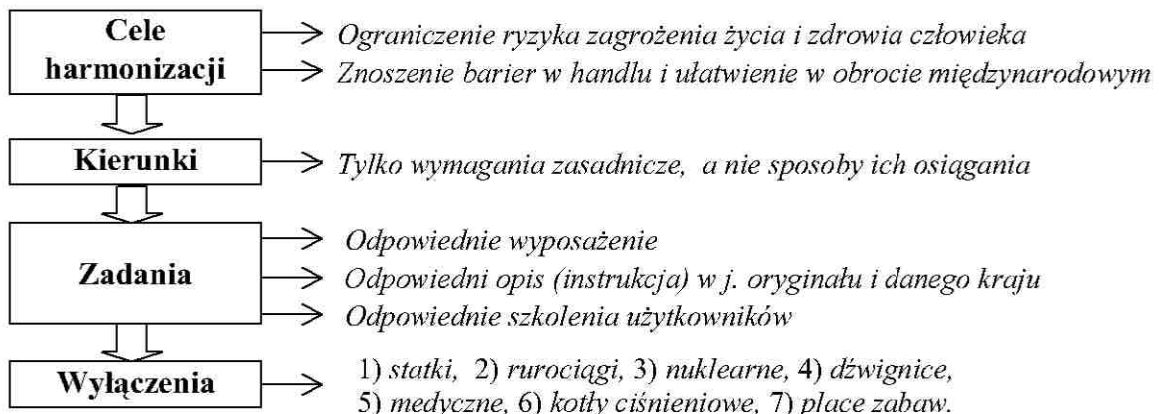 Cele
harmonizacji
Ograniczenie ryzyka zagrożenia życia i zdrowia człowieka
Znoszenie barier w handlu i ułatwienie w obrocie międzynarodowym
Kierunki
Tylko wymagania zasadnicze, a nie sposoby ich osiągania
Zadania
Odpowiednie wyposażenie
Odpowiedni opis (instrukcja) w j. oryginału i danego kraju
Odpowiednie szkolenia użytkowników
Wyłączenia
1) statki, 2) rurociągi, 3) nuklearne, 4) dźwignice,
5) medyczne, 6) kotły ciśnieniowe, 7) place zabaw.